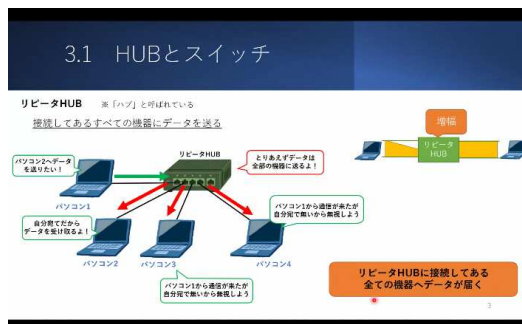 3.1 HUBとスイッチ
リピータHUB ※「ハブ」と呼ばれている
接続してあるすべての機器にデータを送る
増幅
リピータ
HUB
リピータHUB
パソコン2へデータ
を送りたい！
とりあえずデータは
全部の機器に送るよ！
パソコン1
パソコン1から通信が来たが
自分宛で無いから無視しよう
自分宛てだから
データを受け取るよ！
パソコン2
パソコン3
パソコン4
パソコン1から通信が来たが
自分宛で無いから無視しよう
リピータHUBに接続してある
全ての機器へデータが届く
3